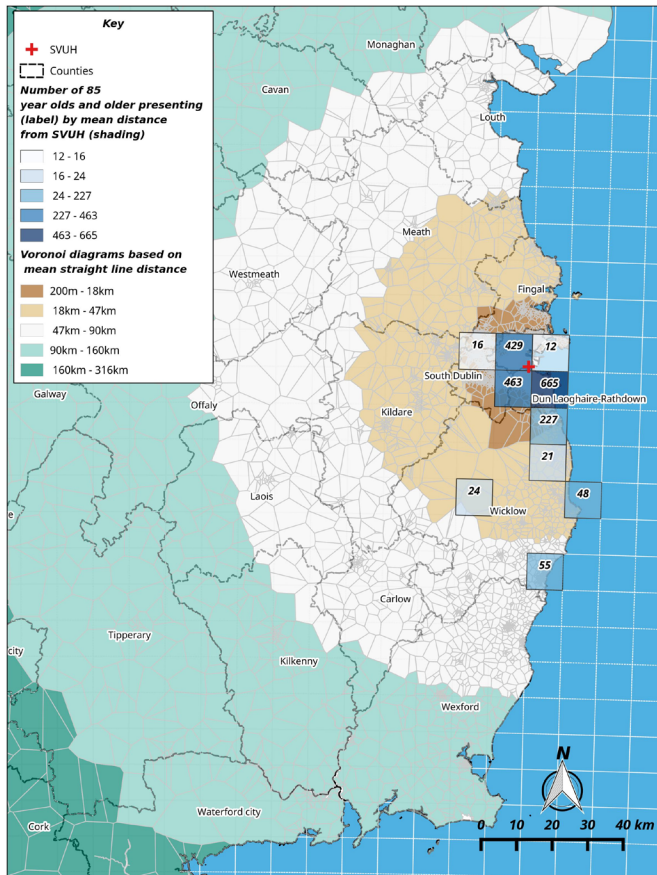 Key
SVUH
Counties
Number of 85
year olds and older presenting
(label) by mean distance
from SVUH (shading)
12 - 16
16 - 24
24 - 227
227 - 463
463 - 665
Voronoi diagrams based on
mean straight line distance
200m - 18km
18km - 47km
47km - 90km
90km - 160km
160km - 316km
Monaghan
Cavan
Louth
Meath
Westmeath
Fingal
16
429
12
South Dublin
463
665
Galway
Dun Laoghaire-Rathdown
Offaly
Kildare
227
21
24
48
Laois
Wicklow
e
55
Carlow
Tipperary
city
Kilkenny
Wexford
N
Waterford city
Cork
0 10 20 30 40 km